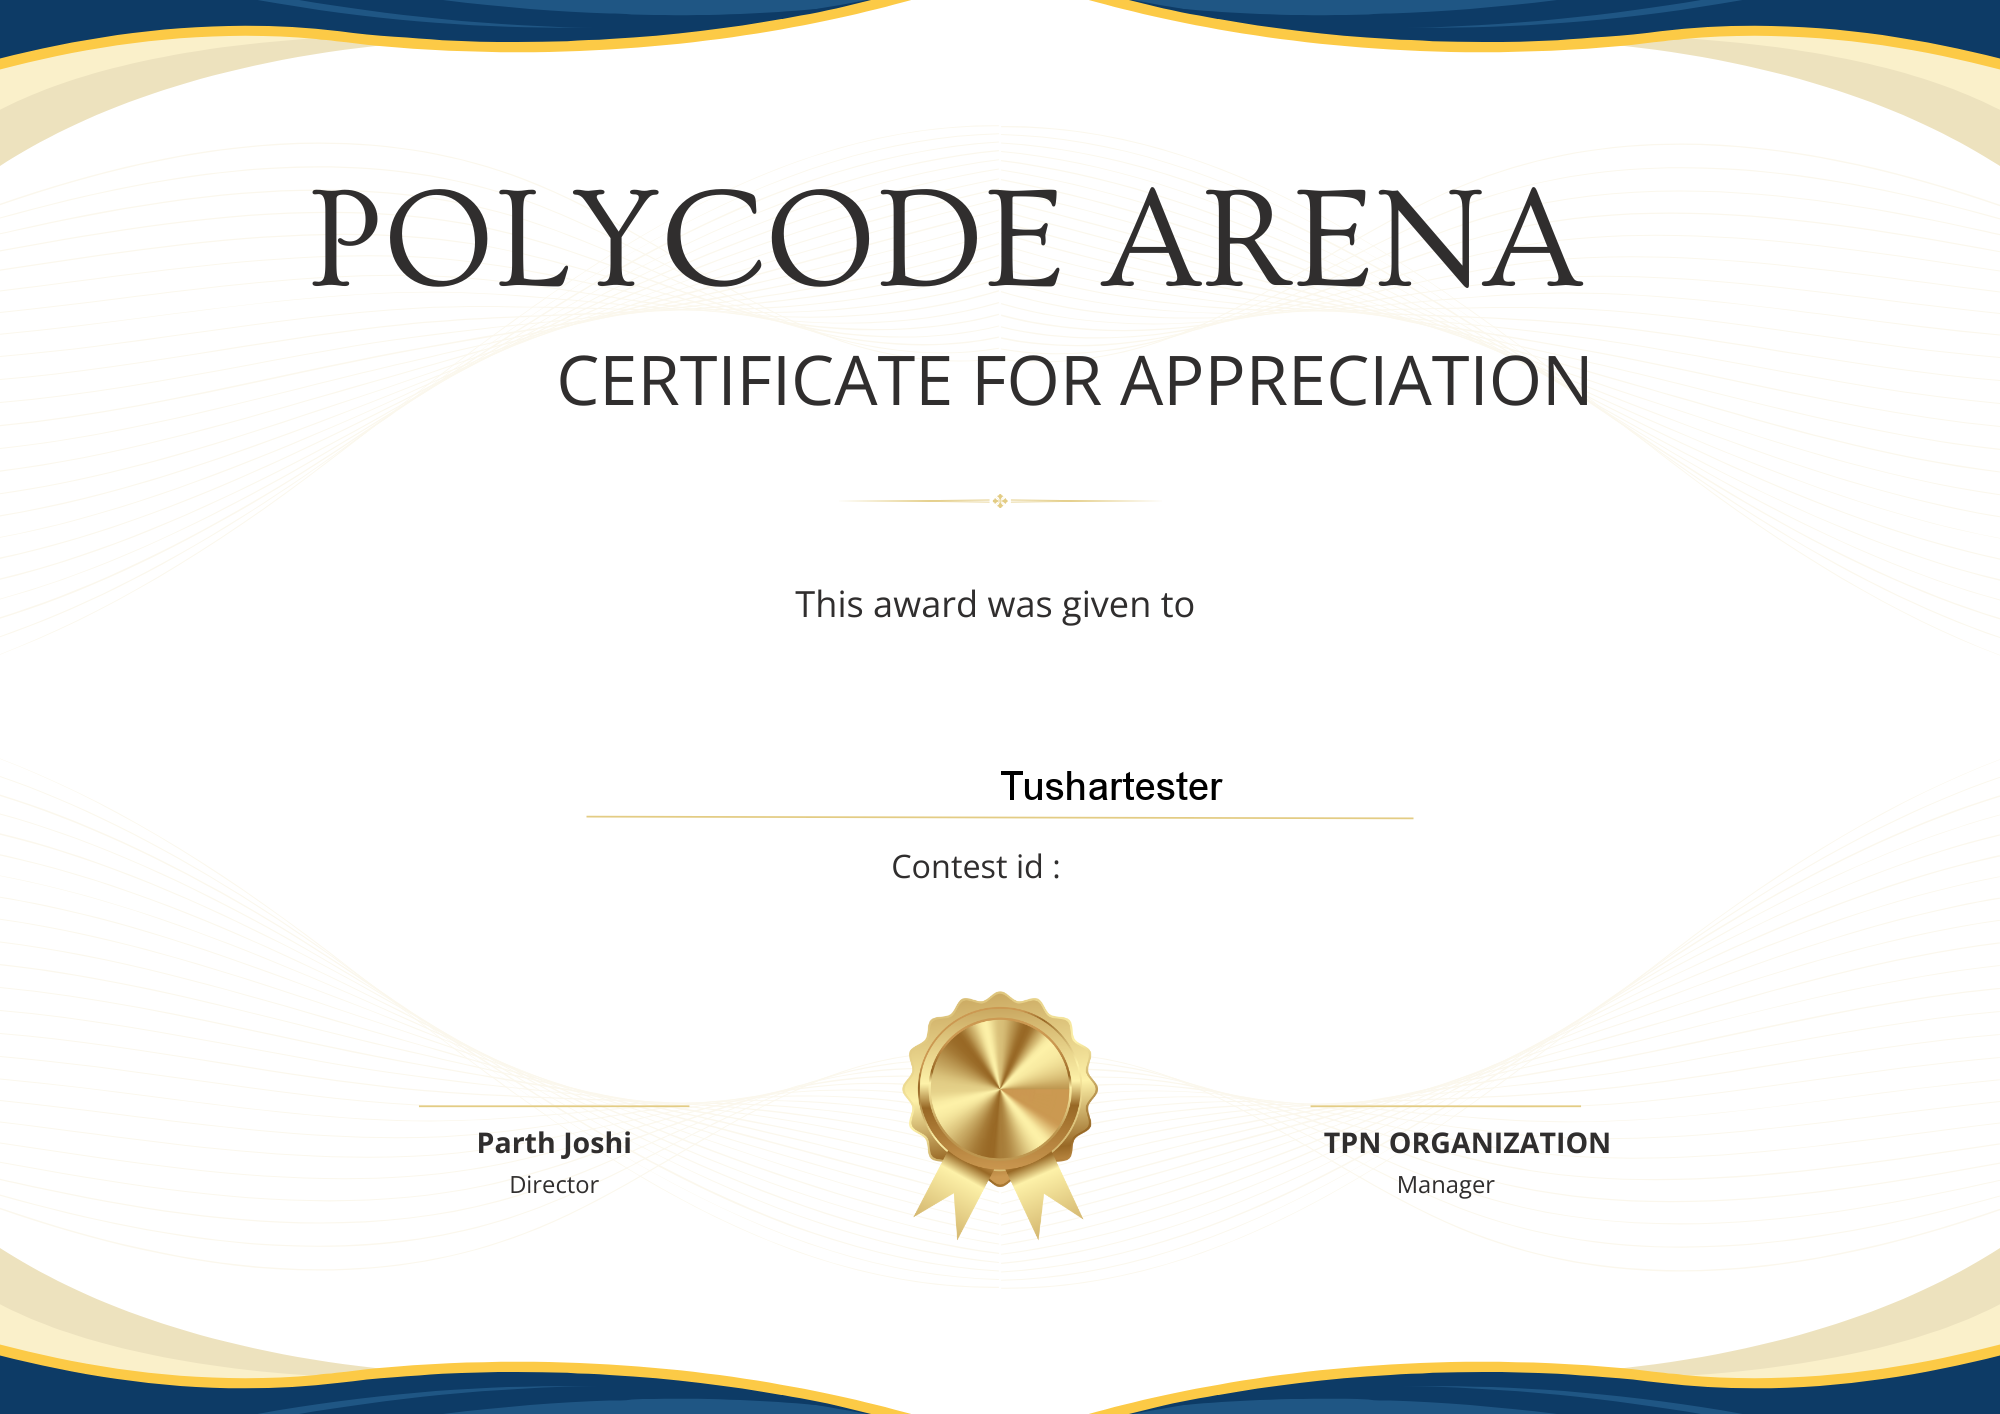 POLYCODE ARENA
CERTIFICATE FOR APPRECIATION
This award was given to
Tushartester
Contest id :
Parth Joshi
Director
TPN ORGANIZATION
Manager